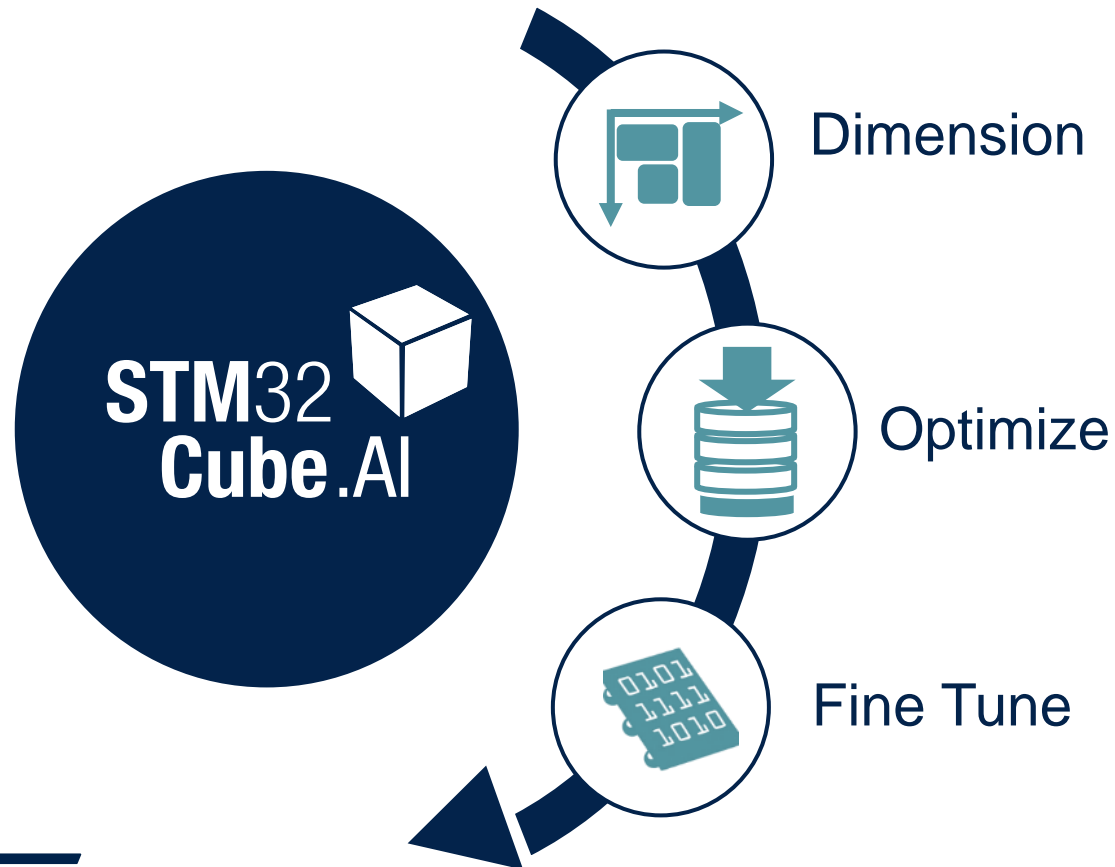 Dimension
STM32
Cube.AI
Optimize
0101
1111
1010
Fine Tune